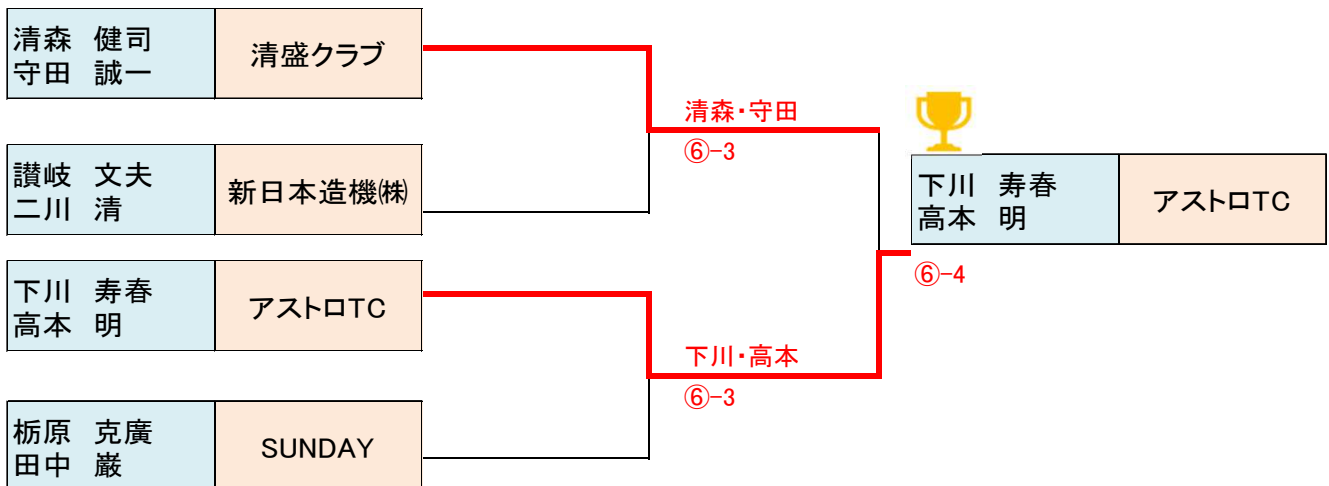 清森　健司
守田　誠一
清盛クラブ
讃岐　文夫
二川　清
新日本造機㈱
下川　寿春
高本　明
アストロTC
栃原　克廣
田中　巌
SUNDAY
清森・守田
⑥-3
下川・高本
⑥-3
下川　寿春
高本　明
アストロTC
⑥-4